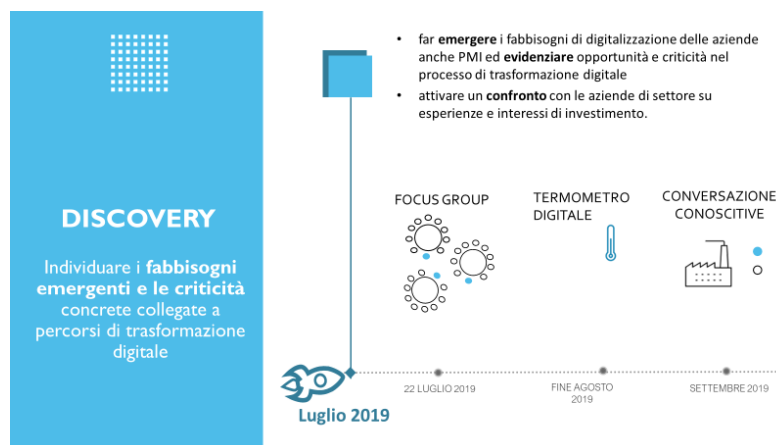 • far emergere i fabbisogni di digitalizzazione delle aziende
anche PMI ed evidenziare opportunità e criticità nel
processo di trasformazione digitale
• attivare un confronto con le aziende di settore su
esperienze e interessi di investimento.
DISCOVERY
Individuare i fabbisogni
emergenti e le criticità
concrete collegate a
percorsi di trasformazione
digitale
FOCUS GROUP
TERMOMETRO
DIGITALE
CONVERSAZIONE
CONOSCITIVE
22 LUGLIO 2019
FINE AGOSTO
2019
SETTEMBRE 2019
Luglio 2019